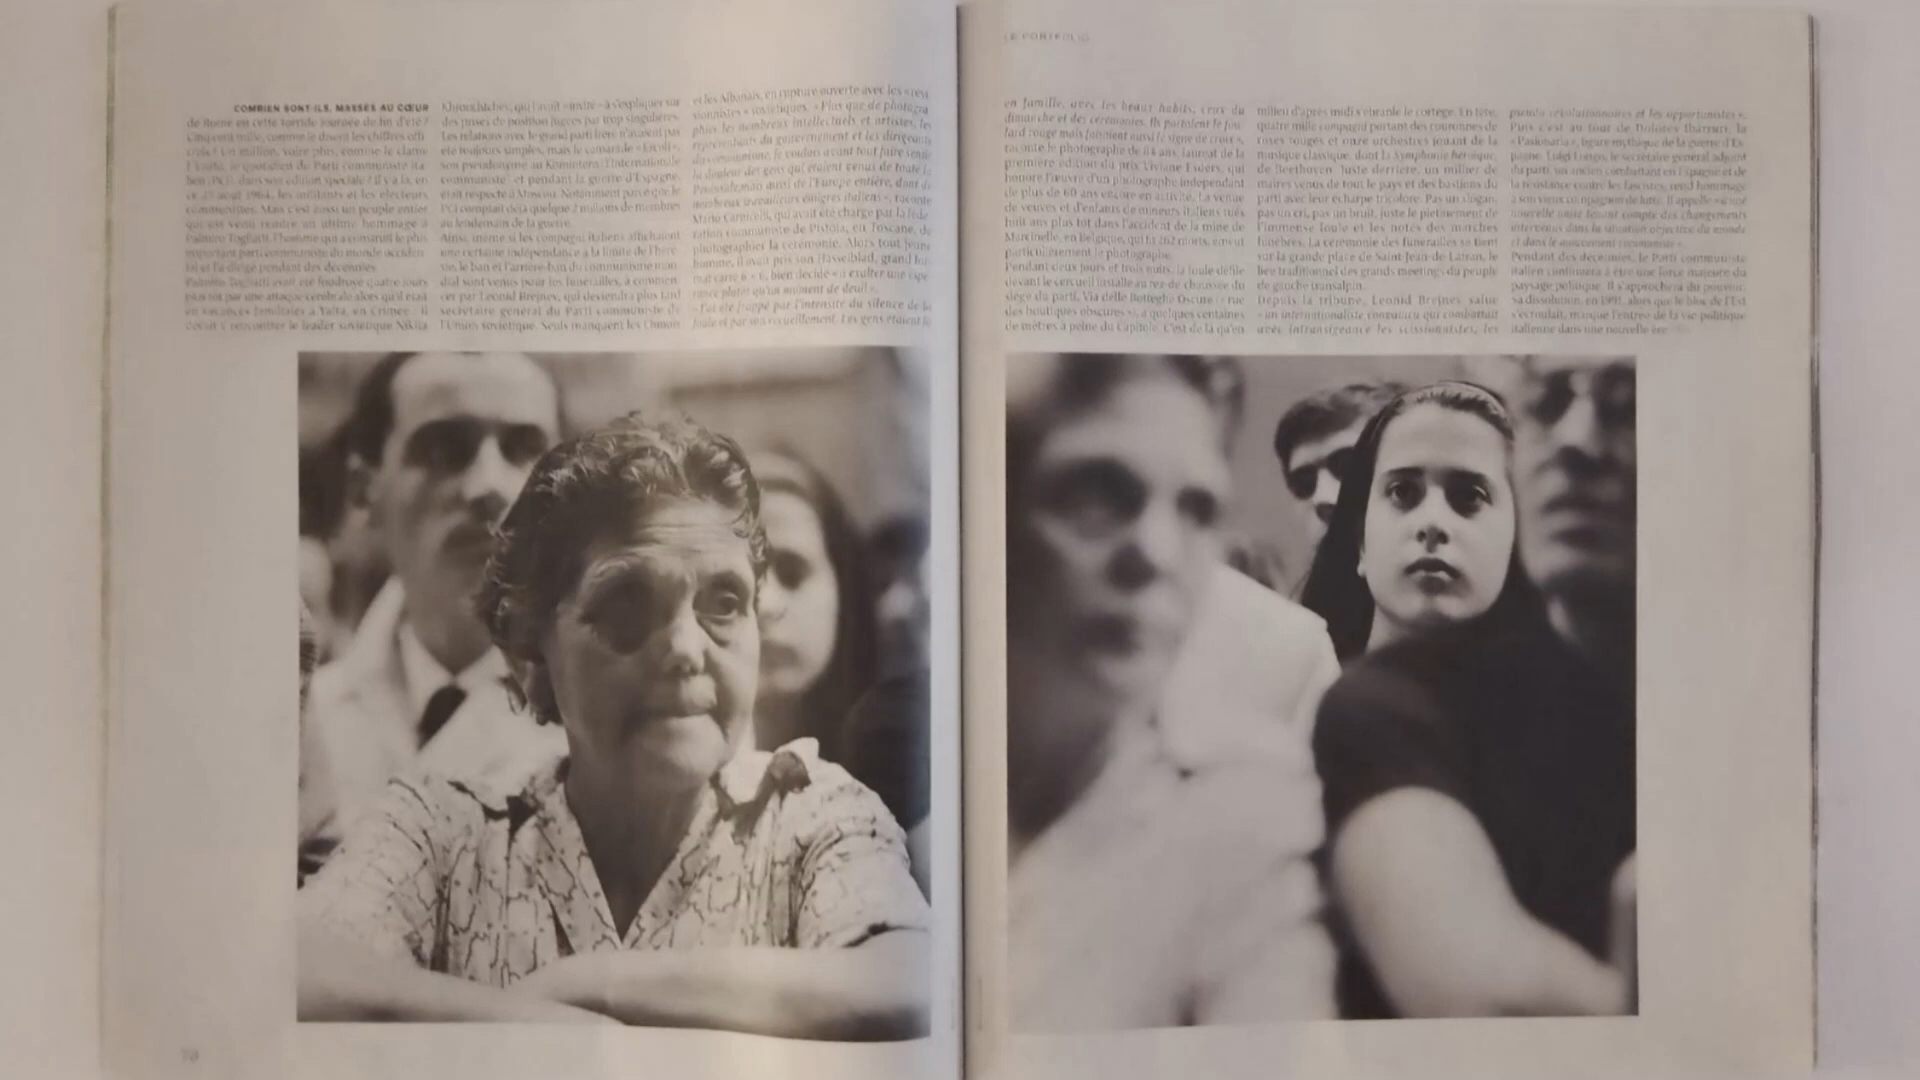 LE PORTFOLIO
COMBIEN SONT-ILS, MASSÉS AU CŒUR
de Rome en cette torride journée de fin d'été ?
Cinq cent mille, comme le disent les chiffres offi-
ciels ? Un million, voire plus, comme le clame
L'Unità, le quotidien du Parti communiste ita-
lien (PCI), dans son édition spéciale ? Il y a là, en
ce 25 août 1964, les militants et les électeurs
communistes. Mais c'est aussi un peuple entier
qui est venu rendre un ultime hommage à
Palmiro Togliatti, l'homme qui a construit le plus
important parti communiste du monde occiden-
tal et l'a dirigé pendant des décennies.
Palmiro Togliatti avait été foudroyé quatre jours
plus tôt par une attaque cérébrale alors qu'il était
en vacances familiales à Yalta, en Crimée : il
devait y rencontrer le leader soviétique Nikita
Khrouchtchev, qui l'avait « invité » à s'expliquer sur
des prises de position jugées par trop singulières.
Les relations avec le grand parti frère n'avaient pas
été toujours simples, mais le camarade « Ercoli »,
son pseudonyme au Komintern (l'Internationale
communiste) et pendant la guerre d'Espagne,
était respecté à Moscou. Notamment parce que le
PCI comptait déjà quelque 2 millions de membres
au lendemain de la guerre.
Ainsi, même si les compagni italiens affichaient
une certaine indépendance à la limite de l'héré-
sie, le ban et l'arrière-ban du communisme mon-
dial sont venus pour les funérailles, à commen-
cer par Leonid Brejnev, qui deviendra plus tard
secrétaire général du Parti communiste de
l'Union soviétique. Seuls manquent les Chinois
et les Albanais, en rupture ouverte avec les « révi-
sionnistes » soviétiques. « Plus que de photogra-
phier les nombreux intellectuels et artistes, les
représentants du gouvernement et les dirigeants
du communisme, je voulais avant tout faire sentir
la douleur des gens qui étaient venus de toute la
Péninsule, mais aussi de l'Europe entière, dont de
nombreux travailleurs émigrés italiens », raconte
Mario Carnicelli, qui avait été chargé par la fédé-
ration communiste de Pistoia, en Toscane, de
photographier la cérémonie. Alors tout jeune
homme, il avait pris son Hasselblad, grand for-
mat carré 6 × 6, bien décidé « à exalter une espé-
rance plutôt qu'un moment de deuil ».
« J'ai été frappé par l'intensité du silence de la
foule et par son recueillement. Les gens étaient là
en famille, avec les beaux habits, ceux du
dimanche et des cérémonies. Ils portaient le fou-
lard rouge mais faisaient aussi le signe de croix »,
raconte le photographe de 84 ans, lauréat de la
première édition du prix Viviane Esders, qui
honore l'œuvre d'un photographe indépendant
de plus de 60 ans encore en activité. La venue
de veuves et d'enfants de mineurs italiens tués
huit ans plus tôt dans l'accident de la mine de
Marcinelle, en Belgique, qui fit 262 morts, émeut
particulièrement le photographe.
Pendant deux jours et trois nuits, la foule défile
devant le cercueil installé au rez-de-chaussée du
siège du parti, Via delle Botteghe Oscure (« rue
des boutiques obscures »), à quelques centaines
de mètres à peine du Capitole. C'est de là qu'en
milieu d'après-midi s'ébranle le cortège. En tête,
quatre mille compagni portant des couronnes de
roses rouges et onze orchestres jouant de la
musique classique, dont la Symphonie héroïque,
de Beethoven. Juste derrière, un millier de
maires venus de tout le pays et des bastions du
parti avec leur écharpe tricolore. Pas un slogan,
pas un cri, pas un bruit, juste le piétinement de
l'immense foule et les notes des marches
funèbres. La cérémonie des funérailles se tient
sur la grande place de Saint-Jean-de-Latran, le
lieu traditionnel des grands meetings du peuple
de gauche transalpin.
Depuis la tribune, Leonid Brejnev salue
« un internationaliste convaincu qui combattait
avec intransigeance les scissionnistes, les
pseudo-révolutionnaires et les opportunistes ».
Puis c'est au tour de Dolores Ibárruri, la
« Pasionaria », figure mythique de la guerre d'Es-
pagne. Luigi Longo, le secrétaire général adjoint
du parti, un ancien combattant en Espagne et de
la résistance contre les fascistes, rend hommage
à son vieux compagnon de lutte. Il appelle « à une
nouvelle unité tenant compte des changements
intervenus dans la situation objective du monde
et dans le mouvement communiste ».
Pendant des décennies, le Parti communiste
italien continuera à être une force majeure du
paysage politique. Il s'approchera du pouvoir,
sa dissolution, en 1991, alors que le bloc de l'Est
s'écroulait, marque l'entrée de la vie politique
italienne dans une nouvelle ère.